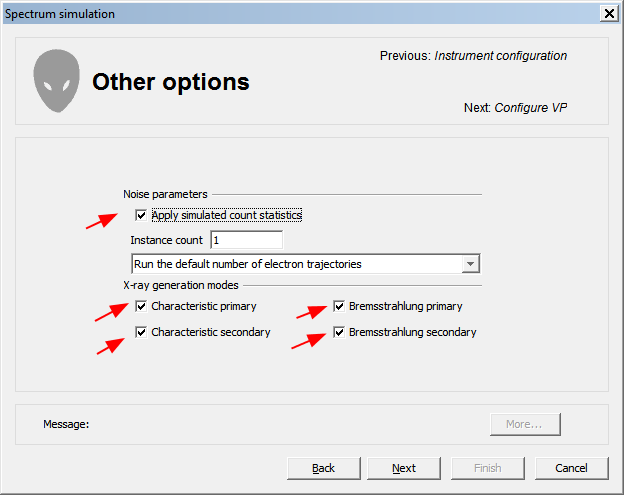 Spectrum simulation
Previous: Instrument configuration
Other options
Next: Configure VP
Noise parameters
Apply simulated count statistics
Instance count 1
Run the default number of electron trajectories
X-ray generation modes
Characteristic primary Bremsstrahlung primary
Characteristic secondary Bremsstrahlung secondary
Message: More...
Back Next Finish Cancel